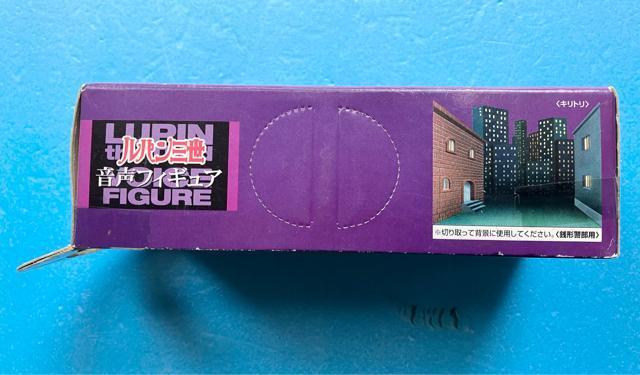 LUPIN
ルパン三世
音声フィギュア
FIGURE
〈キリトリ〉
※切り取って背景に使用してください。〈銭形警部用〉